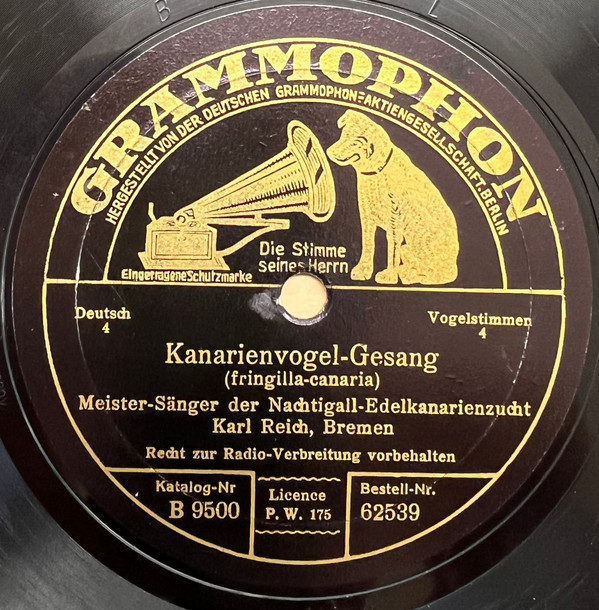 GRAMMOPHON
HERGESTELLT VON DER DEUTSCHEN GRAMMOPHON=AKTIENGESELLSCHAFT. BERLIN
Die Stimme
seines Herrn
Eingetragene Schutzmarke
Deutsch
4
Vogelstimmen
4
Kanarienvogel-Gesang
(fringilla-canaria)
Meister-Sänger der Nachtigall-Edelkanarienzucht
Karl Reich, Bremen
Recht zur Radio-Verbreitung vorbehalten
Katalog-Nr
B 9500
Licence
P. W. 175
Bestell-Nr.
62539